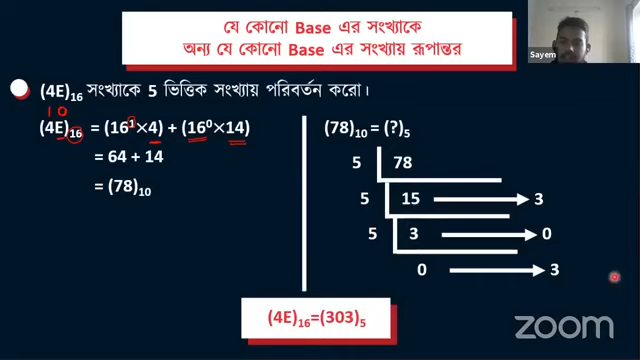 যে কোনো Base এর সংখ্যাকে
অন্য যে কোনো Base এর সংখ্যায় রূপান্তর
Sayem
(4E)₁₆ সংখ্যাকে 5 ভিত্তিক সংখ্যায় পরিবর্তন করো।
1 0
(4E)₁₆ = (16¹×4) + (16⁰×14)
= 64 + 14
= (78)₁₀
(78)₁₀ = (?)₅
5 78
5 15 3
5 3 0
0 3
(4E)₁₆=(303)₅
zoom